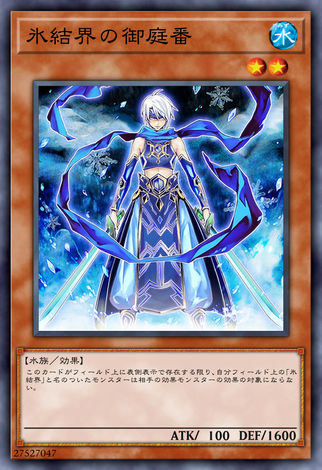 氷結界の御庭番
水
【水族／効果】
このカードがフィールド上に表側表示で存在する限り、自分フィールド上の「氷
結界」と名のついたモンスターは相手の効果モンスターの効果の対象にならな
い。
ATK/ 100 DEF/1600
27527047